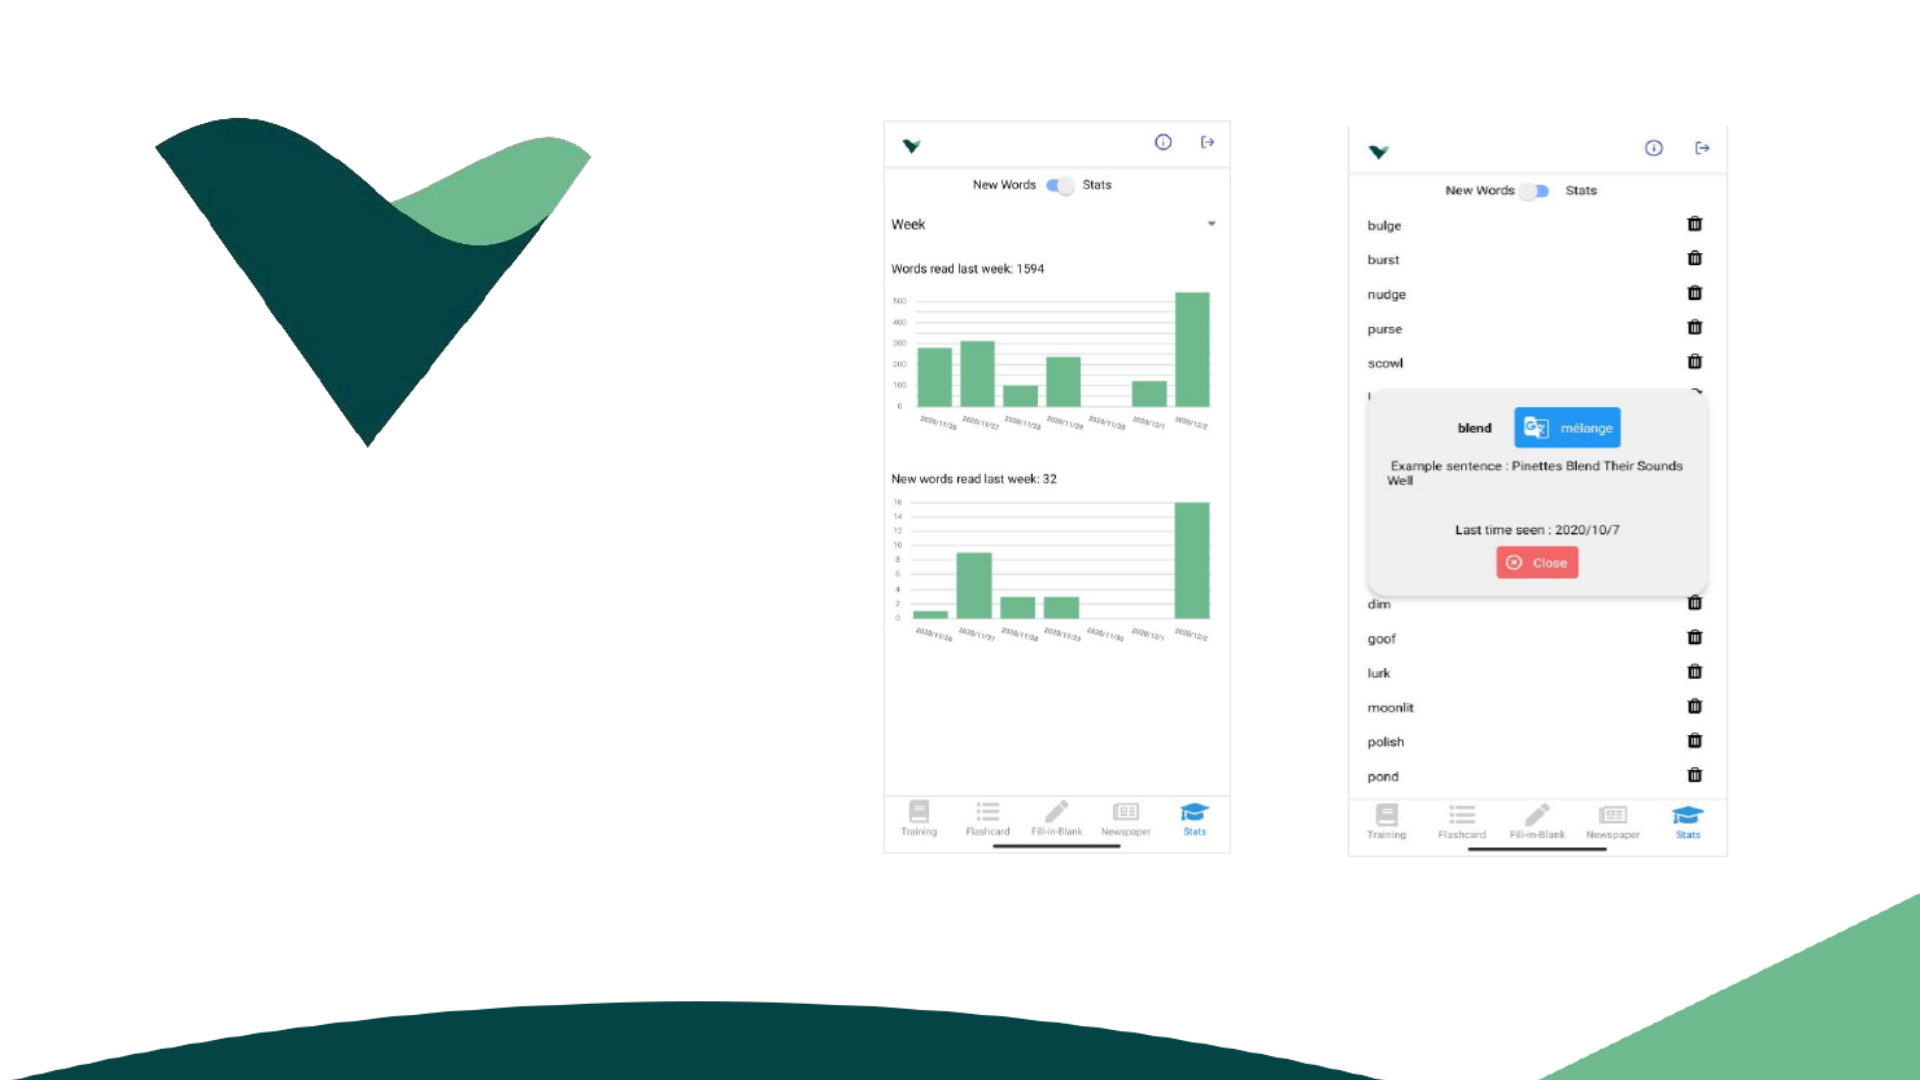 New Words Stats
Week
Words read last week: 1594
500
400
300
200
100
0
2020/11/26 2020/11/27 2020/11/28 2020/11/29 2020/11/30 2020/12/1 2020/12/2
New words read last week: 32
16
14
12
10
8
6
4
2
0
2020/11/26 2020/11/27 2020/11/28 2020/11/29 2020/11/30 2020/12/1 2020/12/2
Training Flashcard Fill-in-Blank Newspaper Stats
New Words Stats
bulge
burst
nudge
purse
scowl
blend mélange
Example sentence : Pinettes Blend Their Sounds
Well
Last time seen : 2020/10/7
Close
dim
goof
lurk
moonlit
polish
pond
Training Flashcard Fill-in-Blank Newspaper Stats